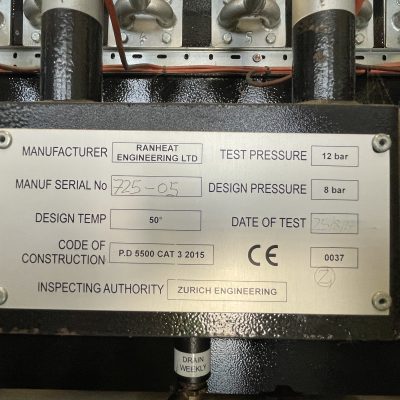 MANUFACTURER RANHEAT ENGINEERING LTD TEST PRESSURE 12 bar
MANUF SERIAL No 725-05 DESIGN PRESSURE 8 bar
DESIGN TEMP 50° DATE OF TEST
CODE OF CONSTRUCTION P.D 5500 CAT 3 2015 CE 0037
INSPECTING AUTHORITY ZURICH ENGINEERING
DRAIN
WEEKLY